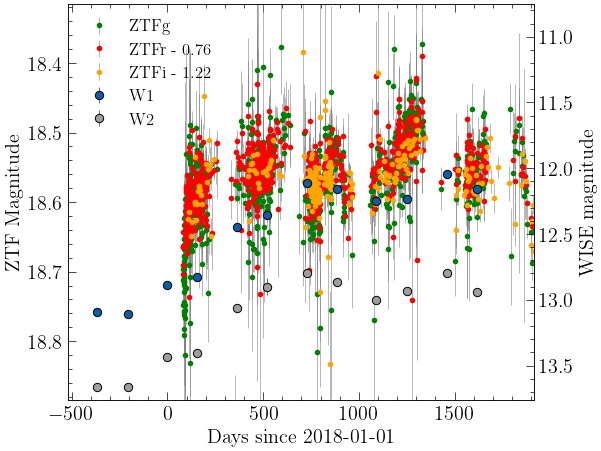 ZTFg
ZTFr - 0.76
ZTFi - 1.22
W1
W2
18.4
18.5
18.6
18.7
18.8
ZTF Magnitude
11.0
11.5
12.0
12.5
13.0
13.5
WISE magnitude
−500
0
500
1000
1500
Days since 2018-01-01